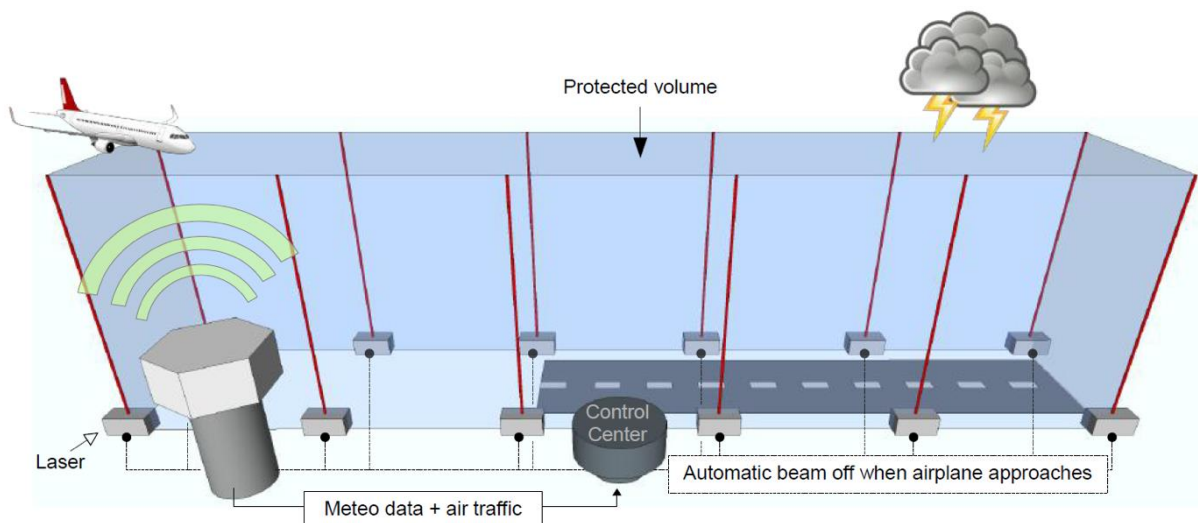 Protected volume
Control
Center
Laser
Automatic beam off when airplane approaches
Meteo data + air traffic